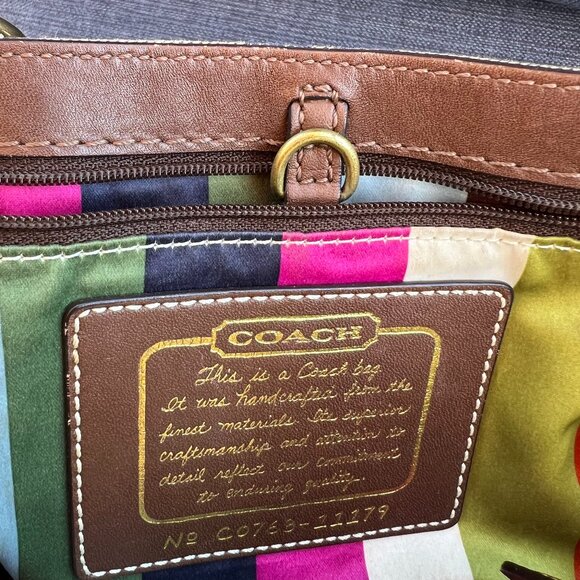 COACH
This is a Coach bag.
It was handcrafted from the
finest materials. Its superior
craftsmanship and attention to
detail reflect our commitment
to enduring quality.
Nº C0763-11179